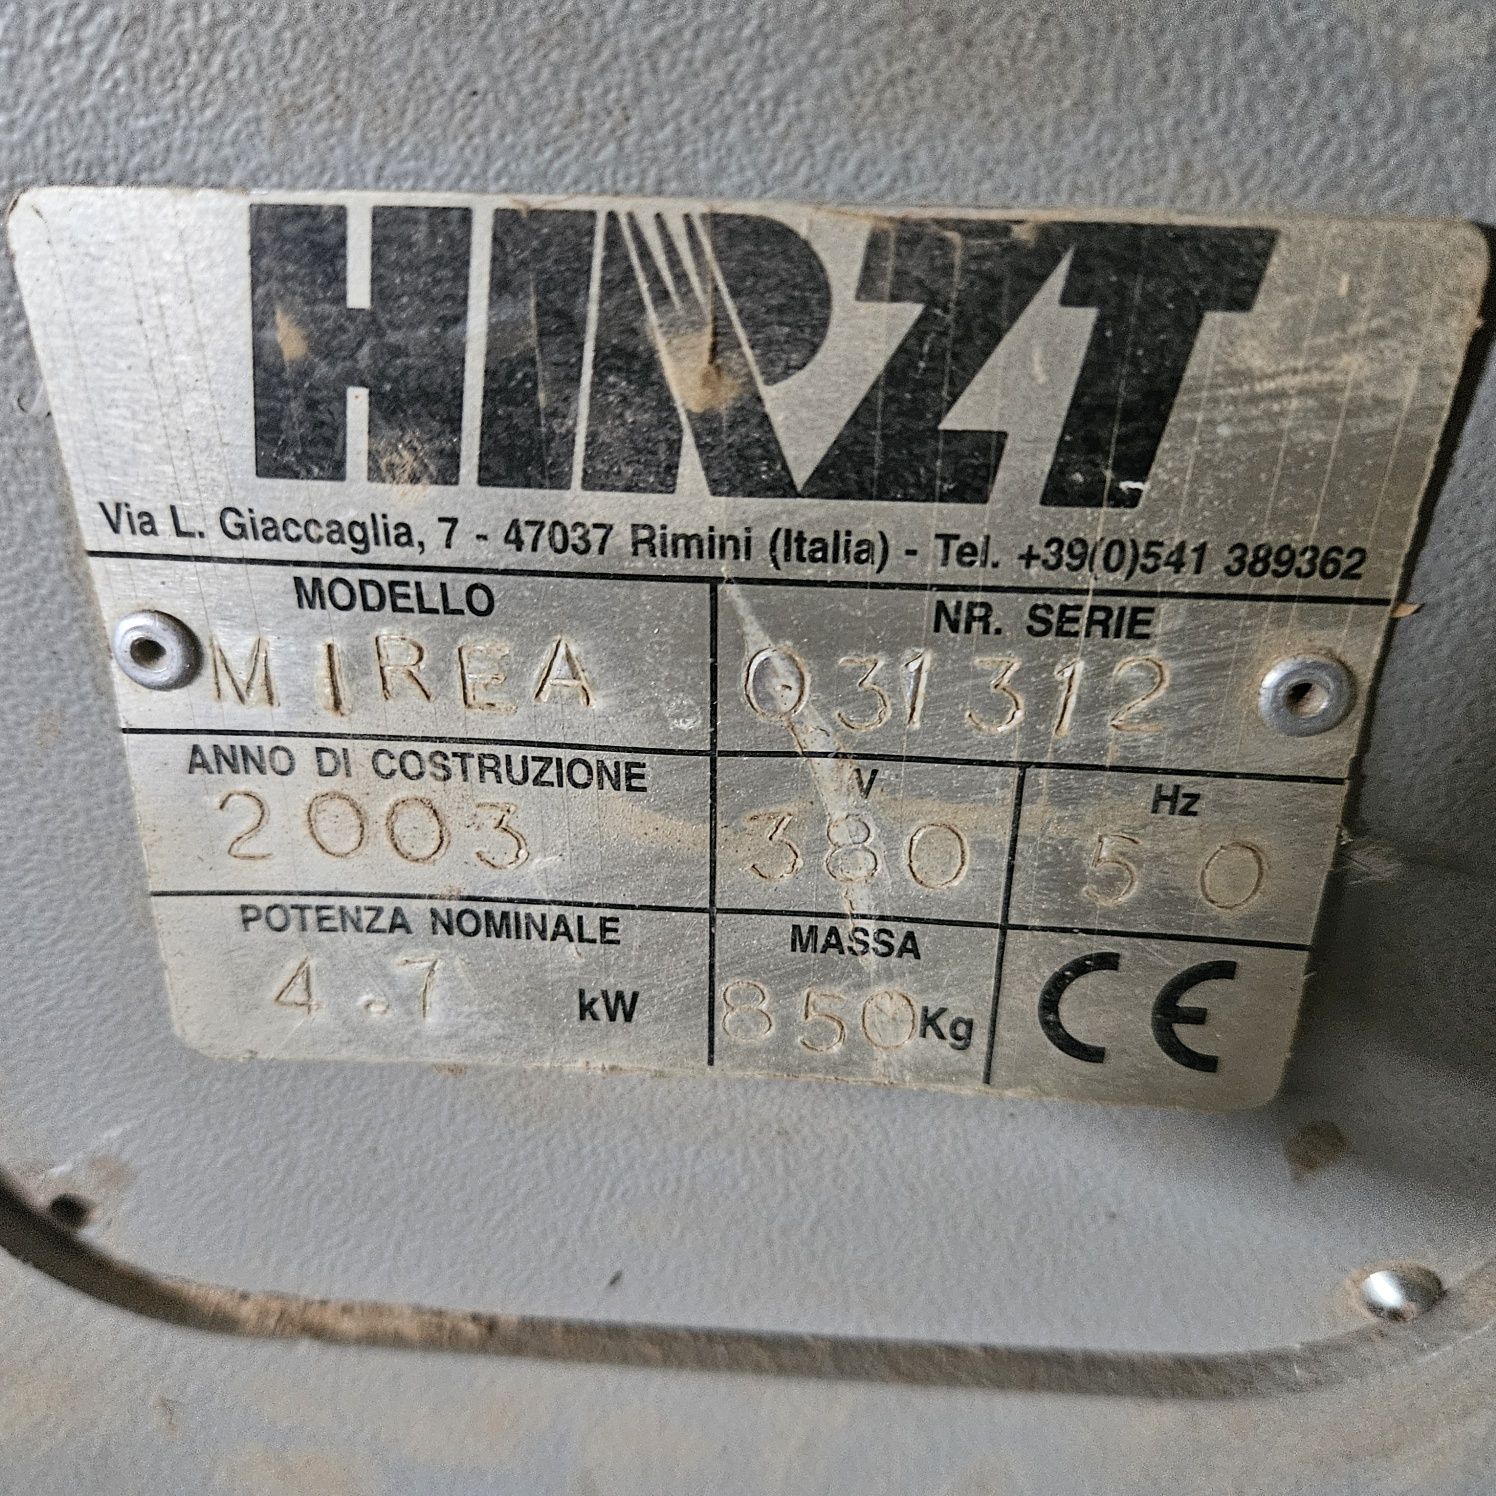 HIRZT
Via L. Giaccaglia, 7 - 47037 Rimini (Italia) - Tel. +39(0)541 389362
MODELLO
MIREA
NR. SERIE
031312
ANNO DI COSTRUZIONE
2003
V
380
Hz
50
POTENZA NOMINALE
4.7 kW
MASSA
850 Kg
CE